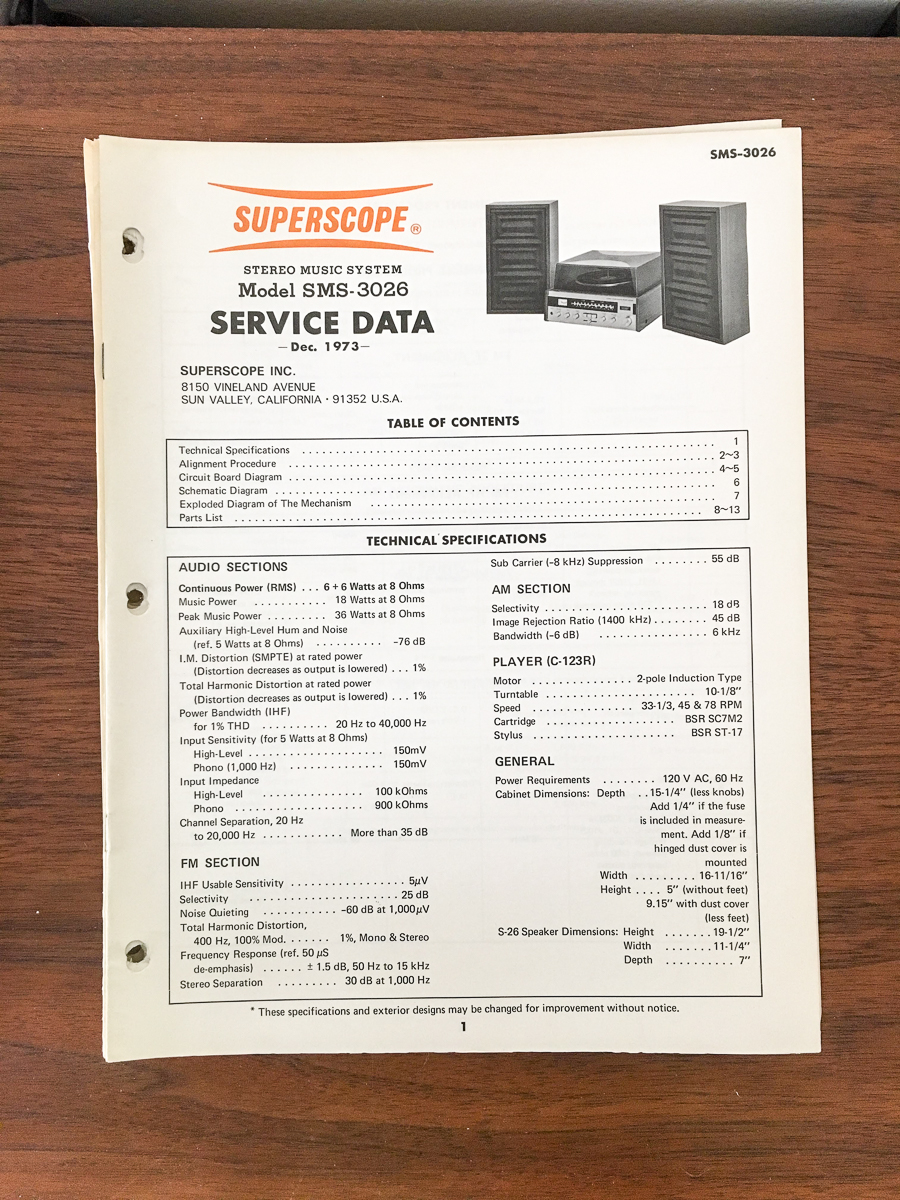 SMS-3026
SUPERSCOPE®
STEREO MUSIC SYSTEM
Model SMS-3026
SERVICE DATA
—Dec. 1973—
SUPERSCOPE INC.
8150 VINELAND AVENUE
SUN VALLEY, CALIFORNIA · 91352 U.S.A.
TABLE OF CONTENTS
Technical Specifications ........ 1
Alignment Procedure ........ 2~3
Circuit Board Diagram ........ 4~5
Schematic Diagram ........ 6
Exploded Diagram of The Mechanism ........ 7
Parts List ........ 8~13
TECHNICAL SPECIFICATIONS
AUDIO SECTIONS
Continuous Power (RMS) ... 6 + 6 Watts at 8 Ohms
Music Power ........... 18 Watts at 8 Ohms
Peak Music Power ......... 36 Watts at 8 Ohms
Auxiliary High-Level Hum and Noise
(ref. 5 Watts at 8 Ohms) .......... -76 dB
I.M. Distortion (SMPTE) at rated power
(Distortion decreases as output is lowered) ... 1%
Total Harmonic Distortion at rated power
(Distortion decreases as output is lowered) ... 1%
Power Bandwidth (IHF)
for 1% THD .......... 20 Hz to 40,000 Hz
Input Sensitivity (for 5 Watts at 8 Ohms)
High-Level .................... 150mV
Phono (1,000 Hz) .............. 150mV
Input Impedance
High-Level ............... 100 kOhms
Phono ................... 900 kOhms
Channel Separation, 20 Hz
to 20,000 Hz ............ More than 35 dB
FM SECTION
IHF Usable Sensitivity ................. 5μV
Selectivity ...................... 25 dB
Noise Quieting ........... -60 dB at 1,000μV
Total Harmonic Distortion,
400 Hz, 100% Mod. ...... 1%, Mono & Stereo
Frequency Response (ref. 50 μS
de-emphasis) ...... ± 1.5 dB, 50 Hz to 15 kHz
Stereo Separation ......... 30 dB at 1,000 Hz
Sub Carrier (-8 kHz) Suppression ........ 55 dB
AM SECTION
Selectivity ........................ 18 dB
Image Rejection Ratio (1400 kHz) ........ 45 dB
Bandwidth (-6 dB) ................ 6 kHz
PLAYER (C-123R)
Motor ............... 2-pole Induction Type
Turntable ...................... 10-1/8"
Speed ............... 33-1/3, 45 & 78 RPM
Cartridge ................... BSR SC7M2
Stylus ..................... BSR ST-17
GENERAL
Power Requirements ........ 120 V AC, 60 Hz
Cabinet Dimensions: Depth ..15-1/4" (less knobs)
Add 1/4" if the fuse
is included in measure-
ment. Add 1/8" if
hinged dust cover is
mounted
Width ......... 16-11/16"
Height .... 5" (without feet)
9.15" with dust cover
(less feet)
S-26 Speaker Dimensions: Height ....... 19-1/2"
Width ....... 11-1/4"
Depth .......... 7"
* These specifications and exterior designs may be changed for improvement without notice.
1